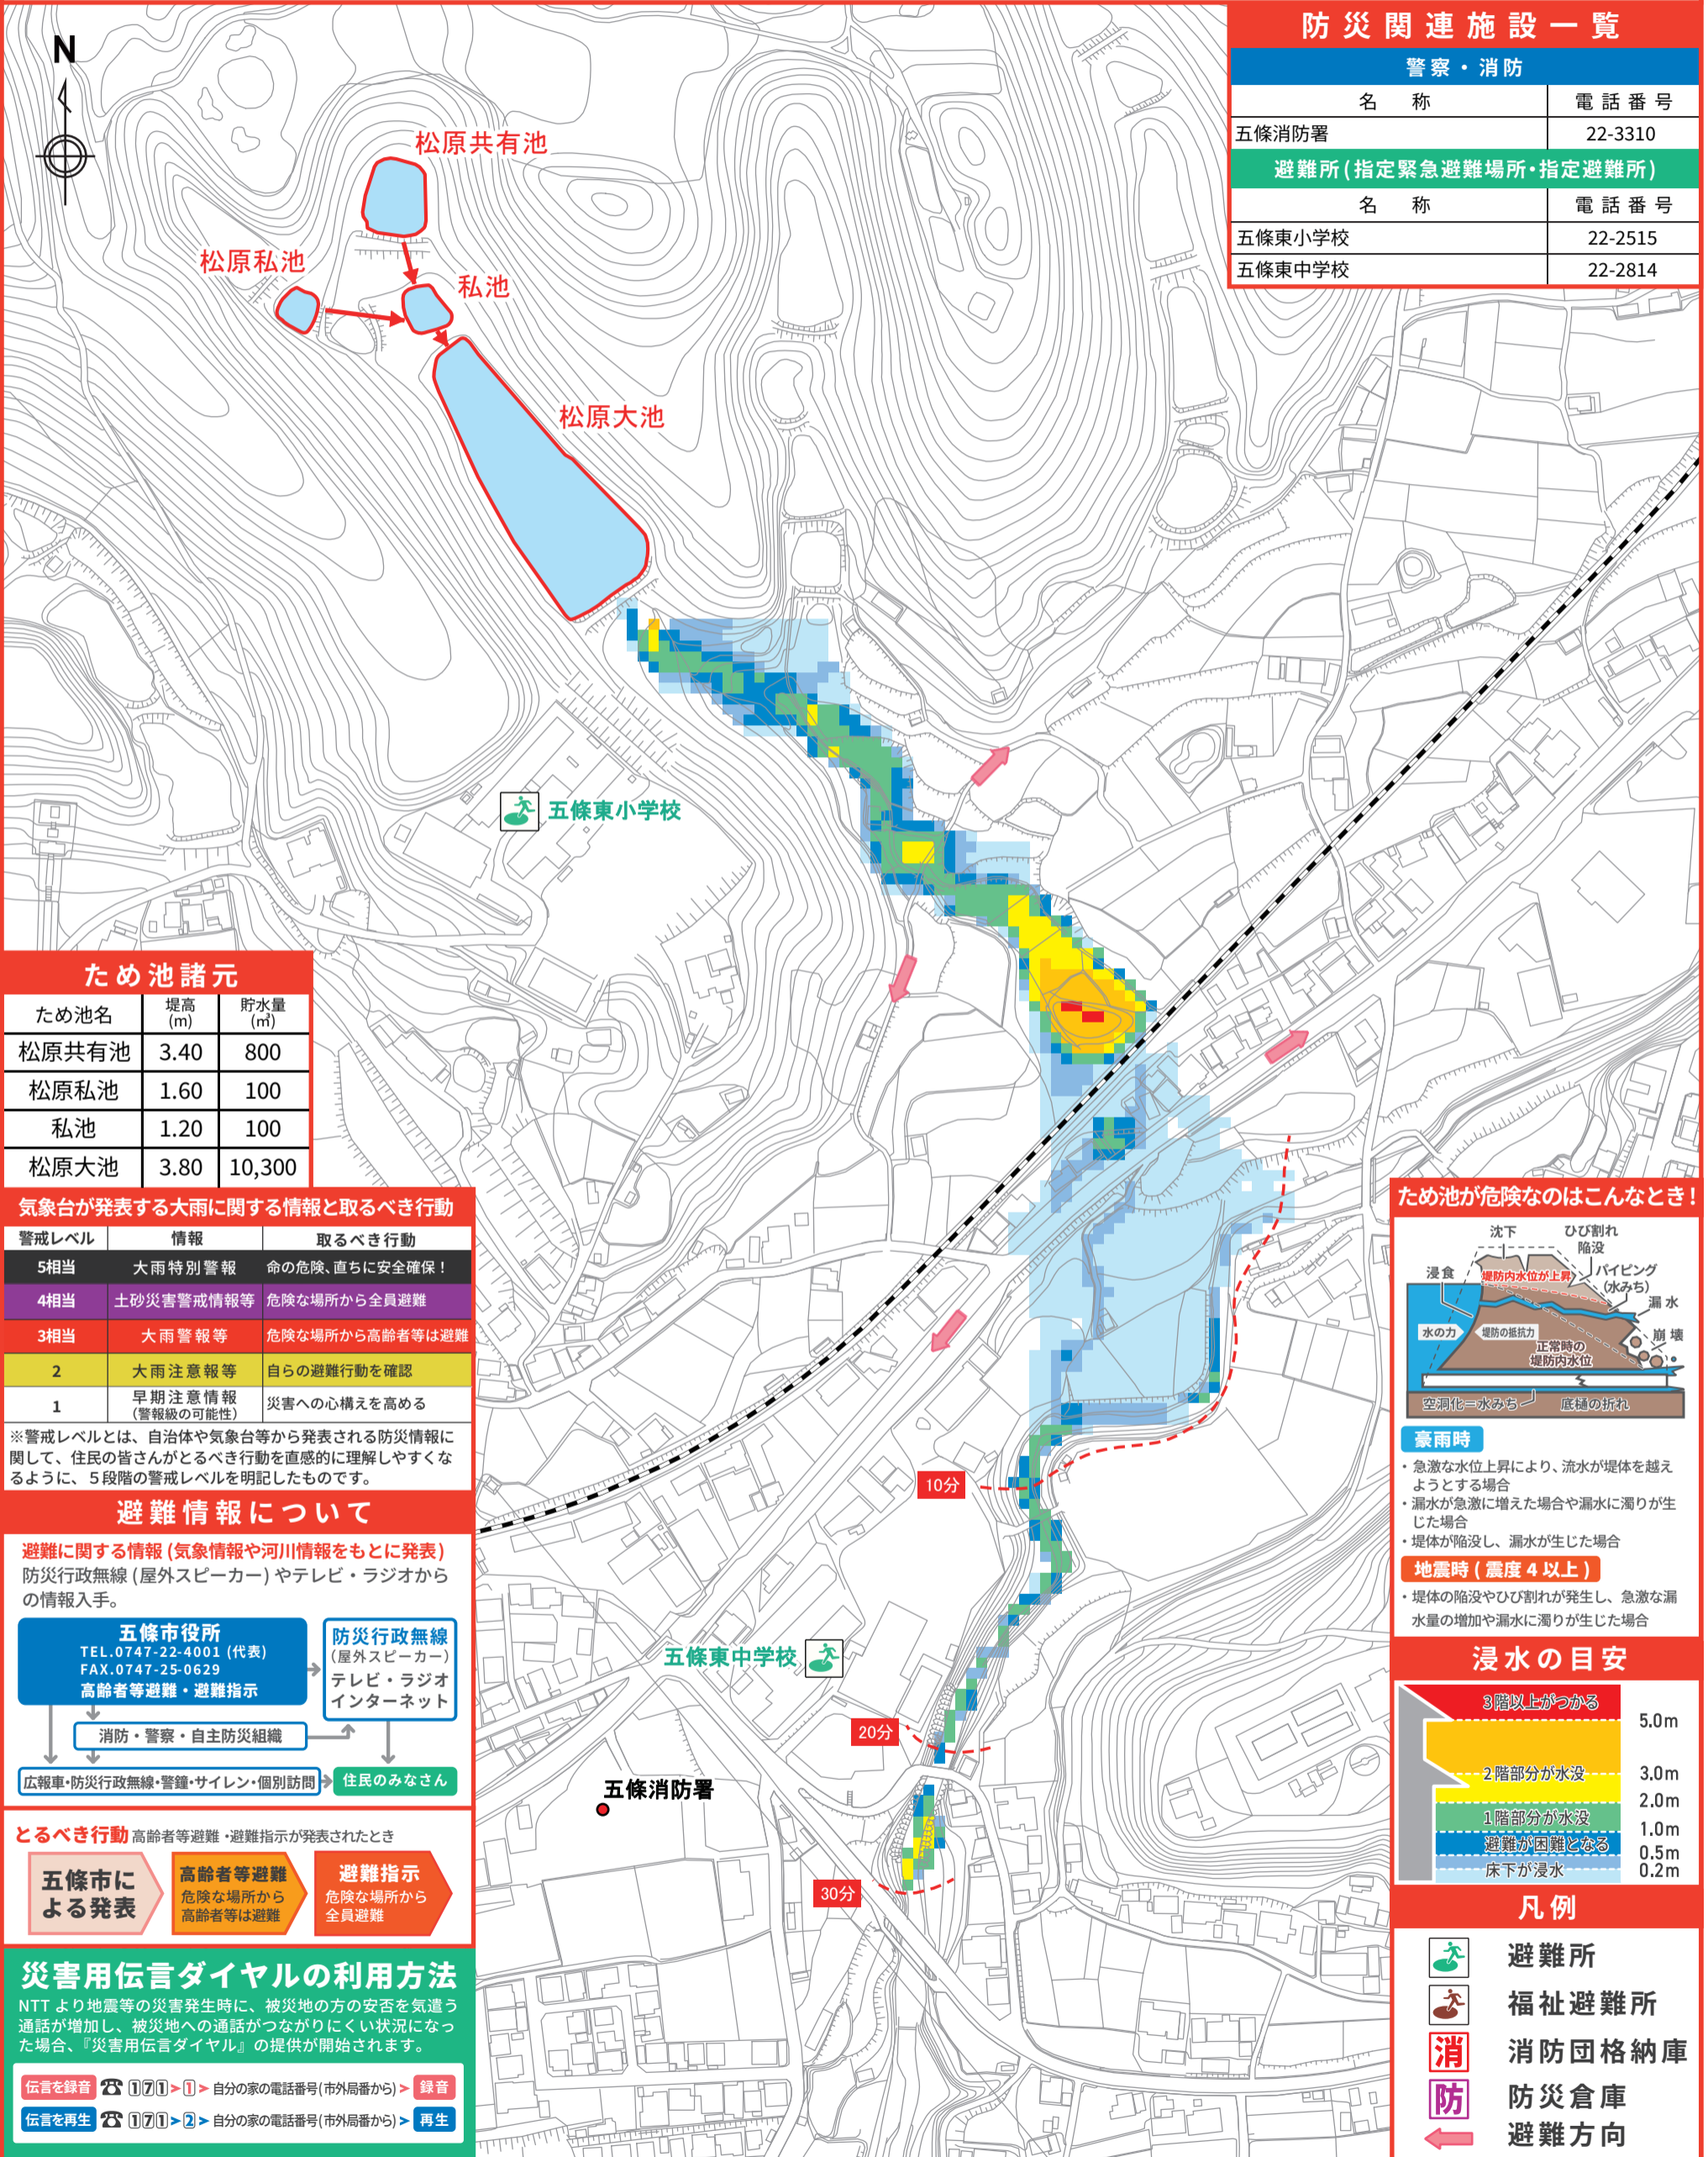 N
松原共有池
松原私池
私池
松原大池
五條東小学校
10分
五條東中学校
20分
五條消防署
30分
防災関連施設一覧
警察・消防
名 称 電話番号
五條消防署 22-3310
避難所(指定緊急避難場所・指定避難所)
名 称 電話番号
五條東小学校 22-2515
五條東中学校 22-2814
ため池諸元
ため池名 堤高(m) 貯水量(㎥)
松原共有池 3.40 800
松原私池 1.60 100
私池 1.20 100
松原大池 3.80 10,300
気象台が発表する大雨に関する情報と取るべき行動
警戒レベル 情報 取るべき行動
5相当 大雨特別警報 命の危険、直ちに安全確保！
4相当 土砂災害警戒情報等 危険な場所から全員避難
3相当 大雨警報等 危険な場所から高齢者等は避難
2 大雨注意報等 自らの避難行動を確認
1 早期注意情報(警報級の可能性) 災害への心構えを高める
※警戒レベルとは、自治体や気象台等から発表される防災情報に
関して、住民の皆さんがとるべき行動を直感的に理解しやすくな
るように、５段階の警戒レベルを明記したものです。
避難情報について
避難に関する情報(気象情報や河川情報をもとに発表)
防災行政無線(屋外スピーカー)やテレビ・ラジオから
の情報入手。
五條市役所
TEL.0747-22-4001(代表)
FAX.0747-25-0629
高齢者等避難・避難指示
防災行政無線
(屋外スピーカー)
テレビ・ラジオ
インターネット
消防・警察・自主防災組織
広報車・防災行政無線・警鐘・サイレン・個別訪問
住民のみなさん
とるべき行動 高齢者等避難・避難指示が発表されたとき
五條市に
よる発表
高齢者等避難
危険な場所から
高齢者等は避難
避難指示
危険な場所から
全員避難
災害用伝言ダイヤルの利用方法
NTTより地震等の災害発生時に、被災地の方の安否を気遣う
通話が増加し、被災地への通話がつながりにくい状況になっ
た場合、『災害用伝言ダイヤル』の提供が開始されます。
伝言を録音 ☎ 171>1> 自分の家の電話番号(市外局番から)> 録音
伝言を再生 ☎ 171>2> 自分の家の電話番号(市外局番から)> 再生
ため池が危険なのはこんなとき！
沈下
ひび割れ
陥没
浸食
堤防内水位が上昇
パイピング
(水みち)
漏水
水の力
堤防の抵抗力
正常時の
堤防内水位
崩壊
空洞化=水みち
底樋の折れ
豪雨時
・急激な水位上昇により、流水が堤体を越え
ようとする場合
・漏水が急激に増えた場合や漏水に濁りが生
じた場合
・堤体が陥没し、漏水が生じた場合
地震時(震度4以上)
・堤体の陥没やひび割れが発生し、急激な漏
水量の増加や漏水に濁りが生じた場合
浸水の目安
3階以上がつかる
5.0m
2階部分が水没
3.0m
2.0m
1階部分が水没
1.0m
避難が困難となる
0.5m
床下が浸水
0.2m
凡例
避難所
福祉避難所
消 消防団格納庫
防 防災倉庫
避難方向